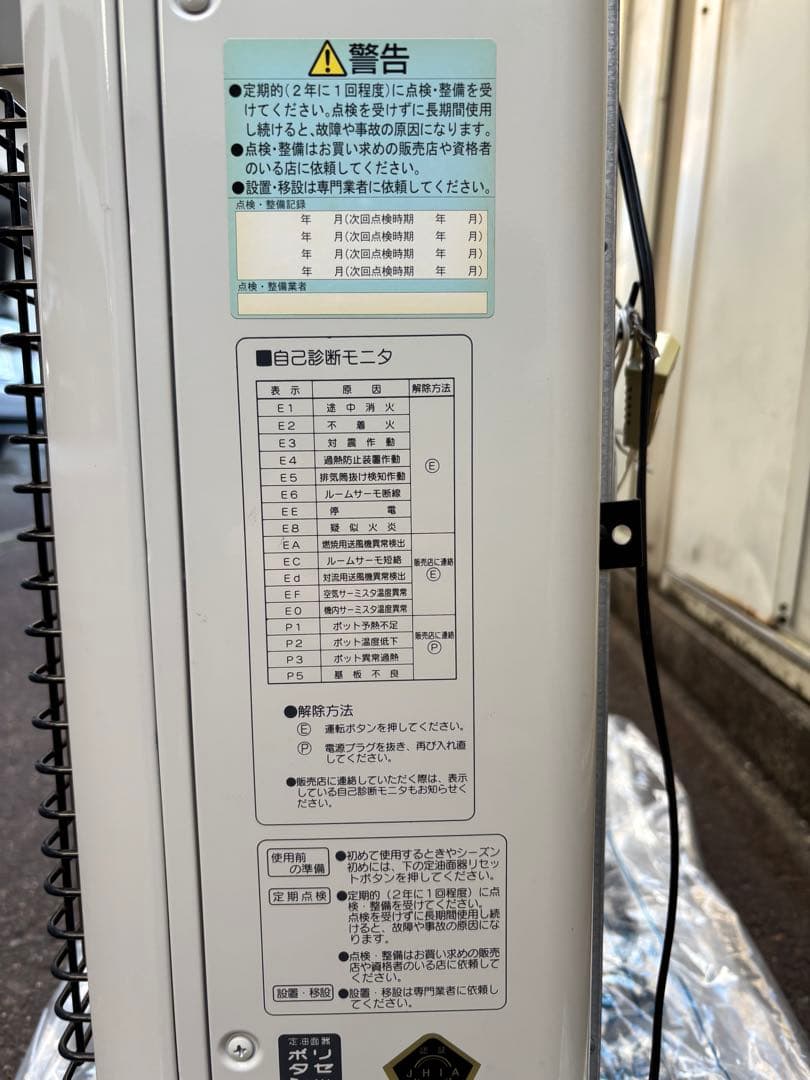 警告
●定期的(2年に1回程度)に点検・整備を受
けてください。点検を受けずに長期間使用
し続けると、故障や事故の原因になります。
●点検・整備はお買い求めの販売店や資格者
のいる店に依頼してください。
●設置・移設は専門業者に依頼してください。
点検・整備記録
年 月(次回点検時期 年 月)
年 月(次回点検時期 年 月)
年 月(次回点検時期 年 月)
年 月(次回点検時期 年 月)
点検・整備業者
■自己診断モニタ
表示 原因 解除方法
E1 途中消火
E2 不着火
E3 対震作動
E4 過熱防止装置作動 Ⓔ
E5 排気筒抜け検知作動
E6 ルームサーモ断線
EE 停電
E8 疑似火炎
EA 燃焼用送風機異常検出
EC ルームサーモ短絡 販売店に連絡
Ed 対流用送風機異常検出 Ⓔ
EF 空気サーミスタ温度異常
E0 機内サーミスタ温度異常
P1 ポット予熱不足
P2 ポット温度低下 販売店に連絡
P3 ポット異常過熱 Ⓟ
P5 基板不良
●解除方法
Ⓔ 運転ボタンを押してください。
Ⓟ 電源プラグを抜き、再び入れ直
してください。
●販売店に連絡していただく際は、表示
している自己診断モニタもお知らせく
ださい。
使用前
の準備
●初めて使用するときやシーズン
初めには、下の定油面器リセッ
トボタンを押してください。
定期点検
●定期的(2年に1回程度)に点
検・整備を受けてください。
点検を受けずに長期間使用し続
けると、故障や事故の原因にな
ります。
●点検・整備はお買い求めの販売
店や資格者のいる店に依頼して
ください。
設置・移設
●設置・移設は専門業者に依頼し
てください。
定油面器
リセ
ボタ
認証
JHIA